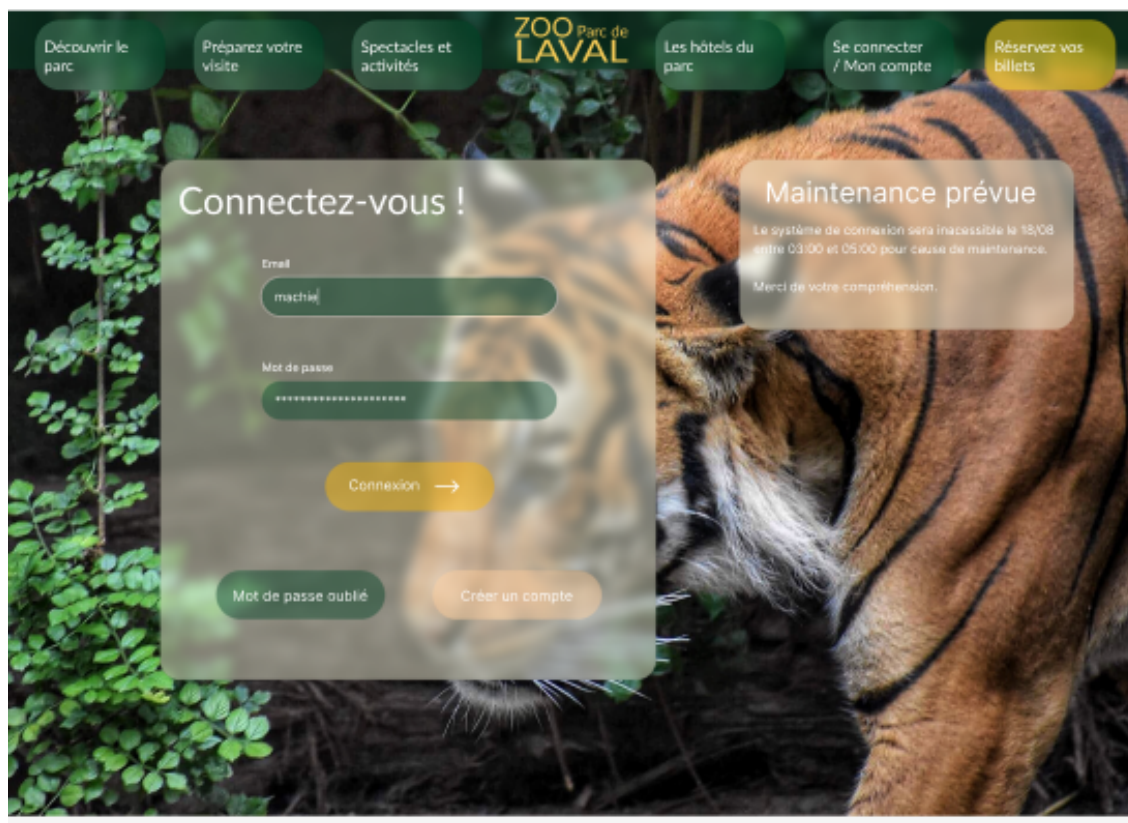 Découvrir le
parc
Préparez votre
visite
Spectacles et
activités
ZOO Parc de
LAVAL
Les hôtels du
parc
Se connecter
/ Mon compte
Réservez vos
billets
Connectez-vous !
Email
machie
Mot de passe
*********************
Connexion →
Mot de passe oublié
Créer un compte
Maintenance prévue
Le système de connexion sera inacessible le 18/08
entre 03:00 et 05:00 pour cause de maintenance.
Merci de votre compréhension.